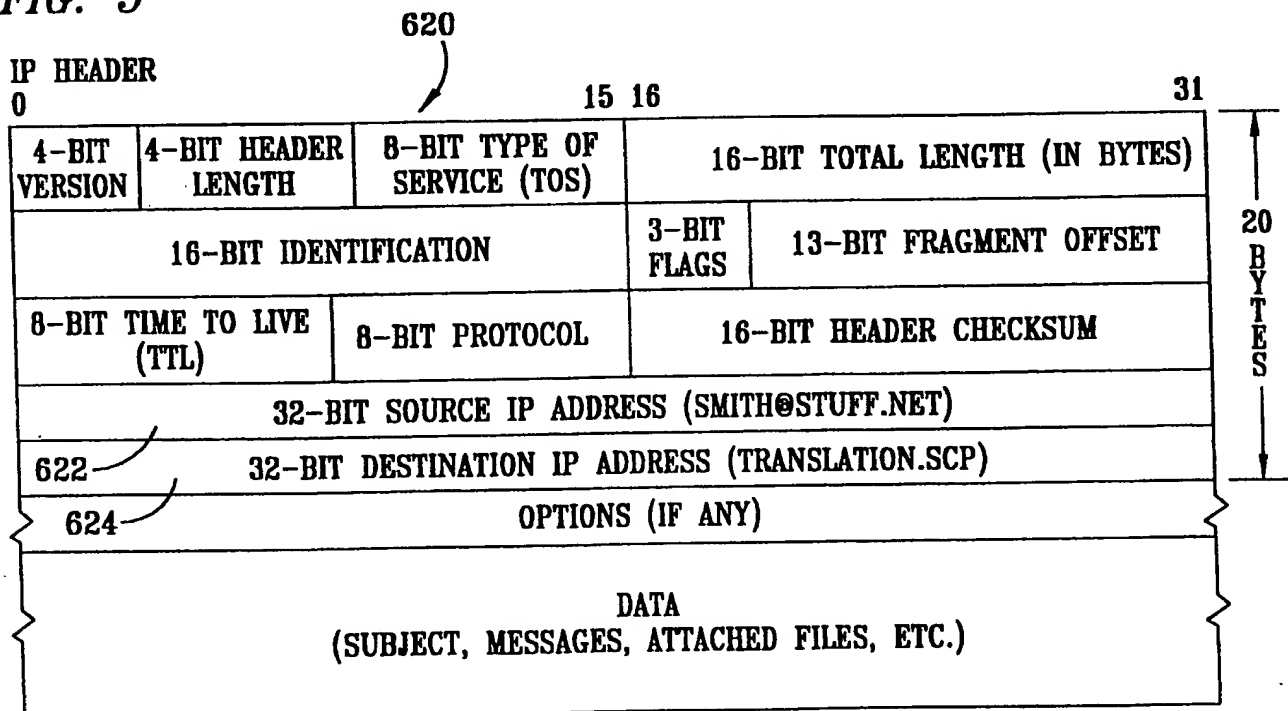 FIG. 5
620
IP HEADER
0 15 16 31
4-BIT VERSION
4-BIT HEADER LENGTH
8-BIT TYPE OF SERVICE (TOS)
16-BIT TOTAL LENGTH (IN BYTES)
16-BIT IDENTIFICATION
3-BIT FLAGS
13-BIT FRAGMENT OFFSET
20 BYTES
8-BIT TIME TO LIVE (TTL)
8-BIT PROTOCOL
16-BIT HEADER CHECKSUM
32-BIT SOURCE IP ADDRESS (SMITH@STUFF.NET)
622
32-BIT DESTINATION IP ADDRESS (TRANSLATION.SCP)
624
OPTIONS (IF ANY)
DATA
(SUBJECT, MESSAGES, ATTACHED FILES, ETC.)